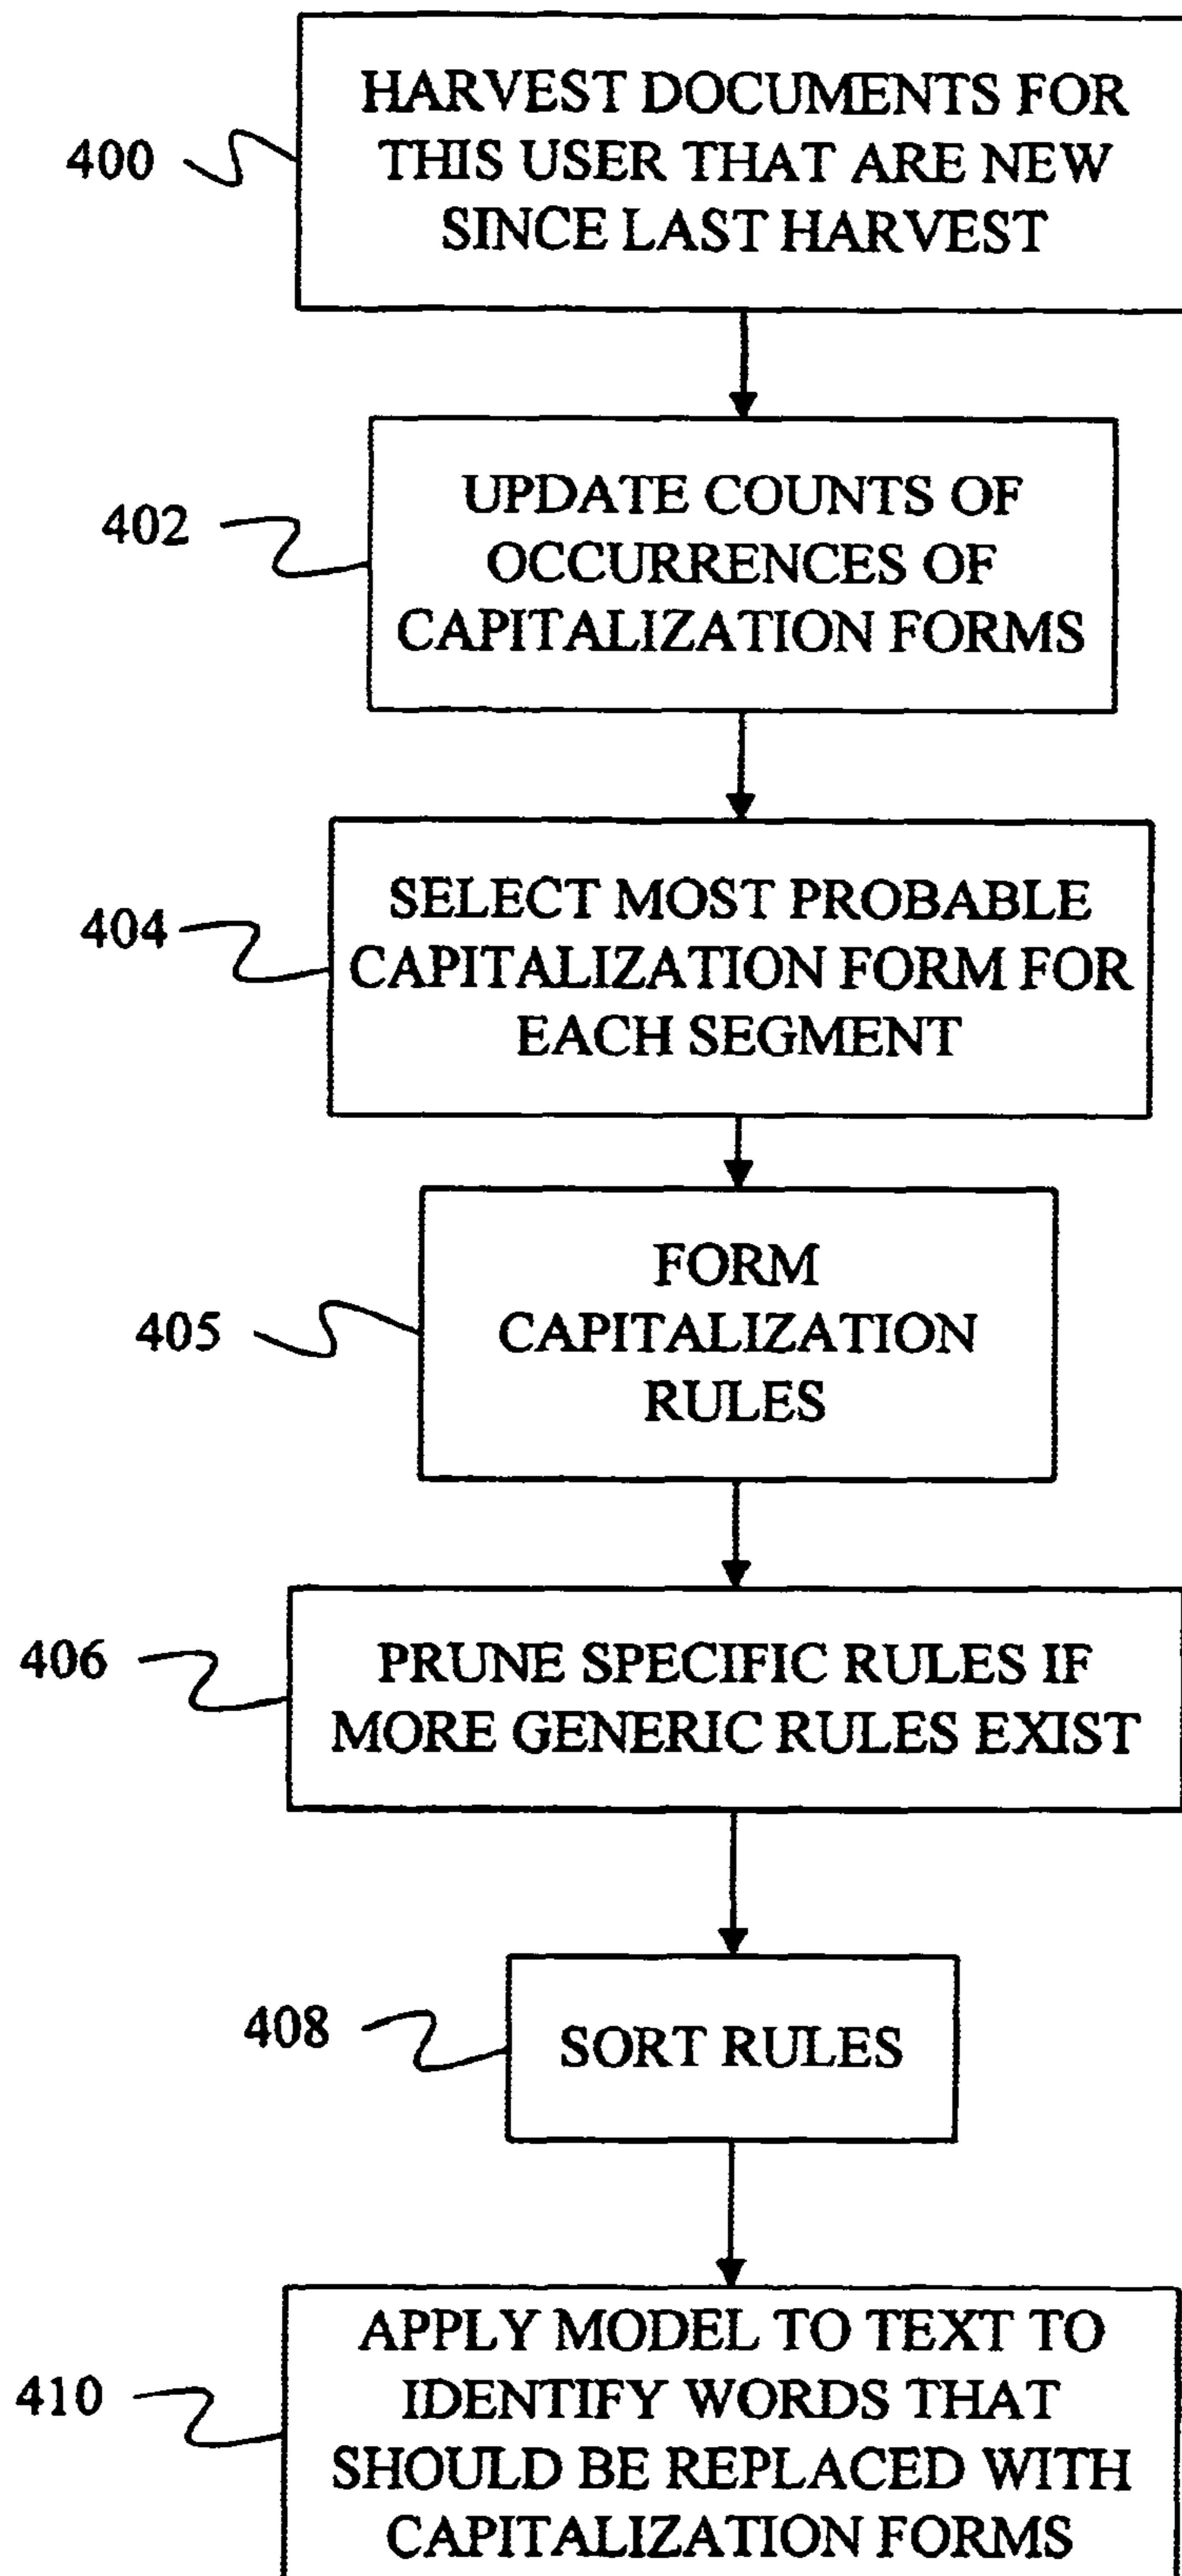 HARVEST DOCUMENTS FOR
THIS USER THAT ARE NEW
SINCE LAST HARVEST
400
UPDATE COUNTS OF
OCCURRENCES OF
CAPITALIZATION FORMS
402
SELECT MOST PROBABLE
CAPITALIZATION FORM FOR
EACH SEGMENT
404
FORM
CAPITALIZATION
RULES
405
PRUNE SPECIFIC RULES IF
MORE GENERIC RULES EXIST
406
SORT RULES
408
APPLY MODEL TO TEXT TO
IDENTIFY WORDS THAT
SHOULD BE REPLACED WITH
CAPITALIZATION FORMS
410